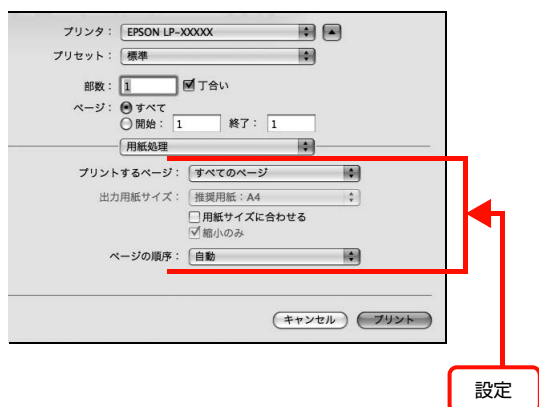 プリンタ： EPSON LP-XXXXX
プリセット： 標準
部数： 1 丁合い
ページ： すべて
開始： 1 終了： 1
用紙処理
プリントするページ： すべてのページ
出力用紙サイズ： 推奨用紙：A4
用紙サイズに合わせる
縮小のみ
ページの順序： 自動
キャンセル プリント
設定